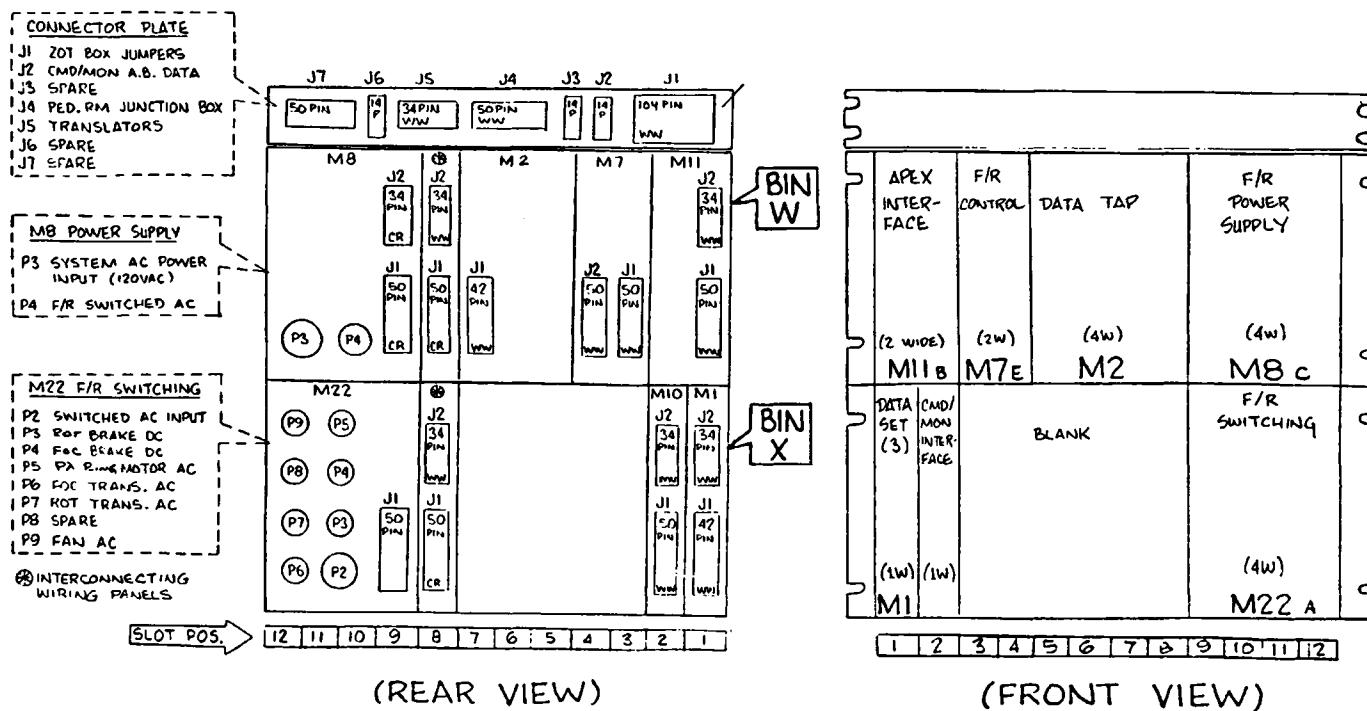 CONNECTOR PLATE
J1 ZOT BOX JUMPERS
J2 CMD/MON A.B. DATA
J3 SPARE
J4 PED. RM JUNCTION BOX
J5 TRANSLATORS
J6 SPARE
J7 SPARE
M8 POWER SUPPLY
P3 SYSTEM AC POWER
INPUT (120VAC)
P4 F/R SWITCHED AC
M22 F/R SWITCHING
P2 SWITCHED AC INPUT
P3 ROT BRAKE DC
P4 FOC BRAKE DC
P5 RING MOTOR AC
P6 FOC TRANS. AC
P7 ROT TRANS. AC
P8 SPARE
P9 FAN AC
⊛ INTERCONNECTING
WIRING PANELS
J7 J6 J5 J4 J3 J2 J1
50 PIN 14 P 34 PIN WW 50 PIN WW 14 P 14 P 104 PIN WW
M8 ⊛ M2 M7 M11
J2 J2 J2
34 PIN CR 34 PIN WW 34 PIN WW
J1 J1 J1 J2 J1 J1
50 PIN CR 50 PIN CR 42 PIN WW 50 PIN WW 50 PIN WW 50 PIN WW
P3 P4
BIN W
M22 ⊛ M10 M1
P9 P5
J2 J2 J2
34 PIN WW 34 PIN WW 34 PIN WW
P8 P4
J1 J1 J1 J1
50 PIN 50 PIN CR 50 PIN WW 42 PIN WW
P7 P3
P6 P2
BIN X
SLOT POS. 12 11 10 9 8 7 6 5 4 3 2 1
(REAR VIEW)
APEX INTER-FACE
(2 WIDE)
M11 B
F/R CONTROL
(2W)
M7 E
DATA TAP
(4W)
M2
F/R POWER SUPPLY
(4W)
M8 C
DATA SET (3)
(1W)
M1
CMD/ MON INTER-FACE
(1W)
BLANK
F/R SWITCHING
(4W)
M22 A
1 2 3 4 5 6 7 8 9 10 11 12
(FRONT VIEW)